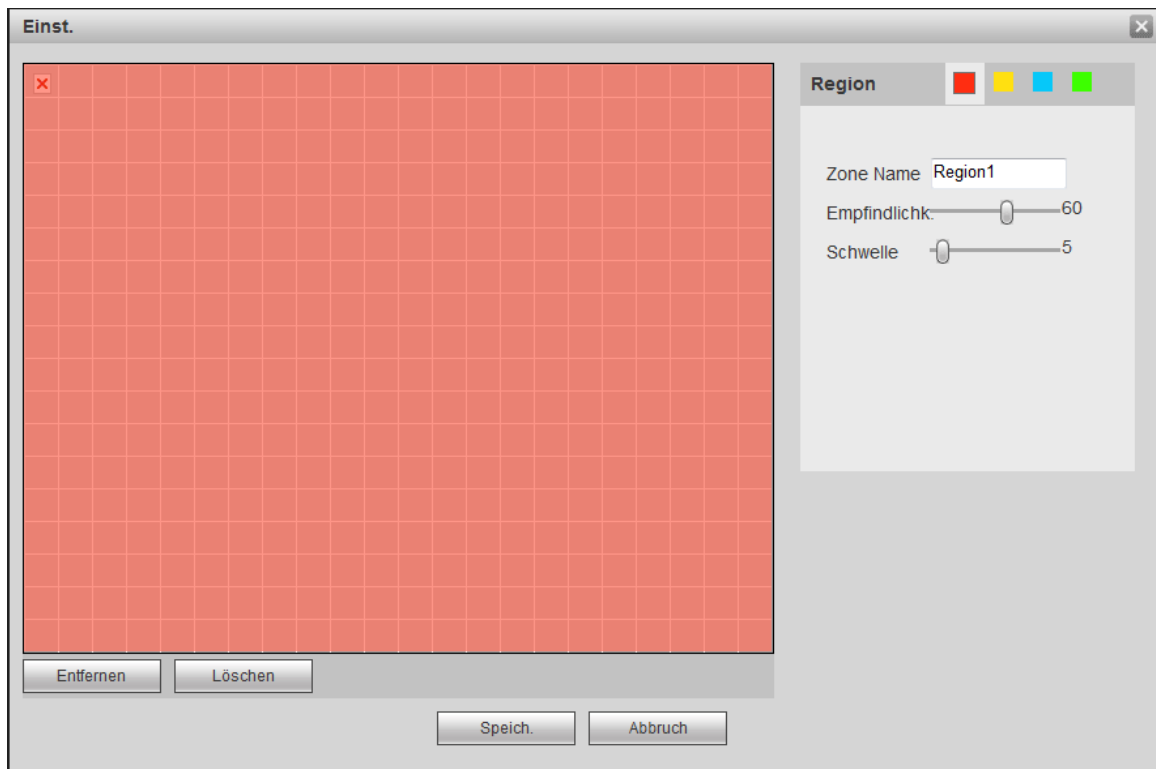 Einst.
Region
Zone Name Region1
Empfindlichk. 60
Schwelle 5
Entfernen Löschen
Speich. Abbruch